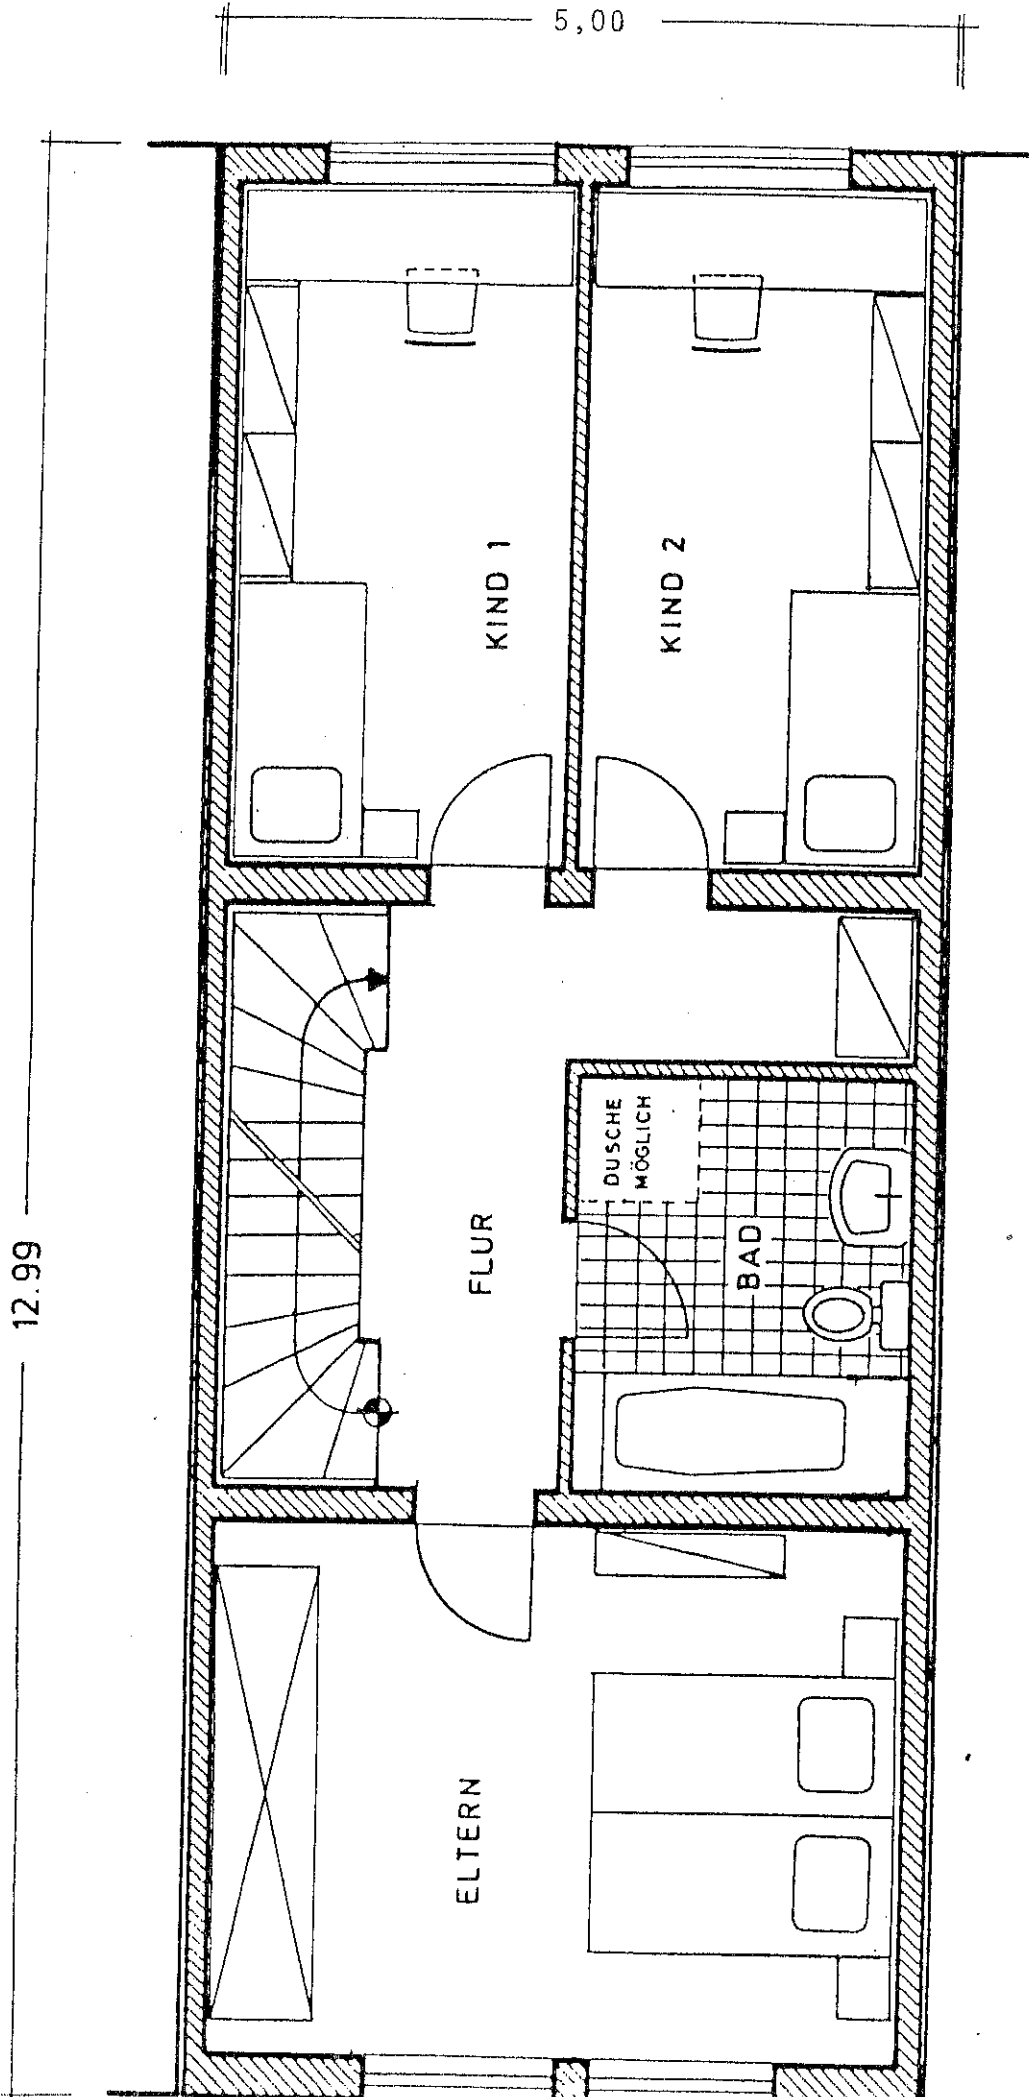 5,00
KIND 1
KIND 2
DUSCHE
MÖGLICH
12.99
FLUR
BAD
ELTERN